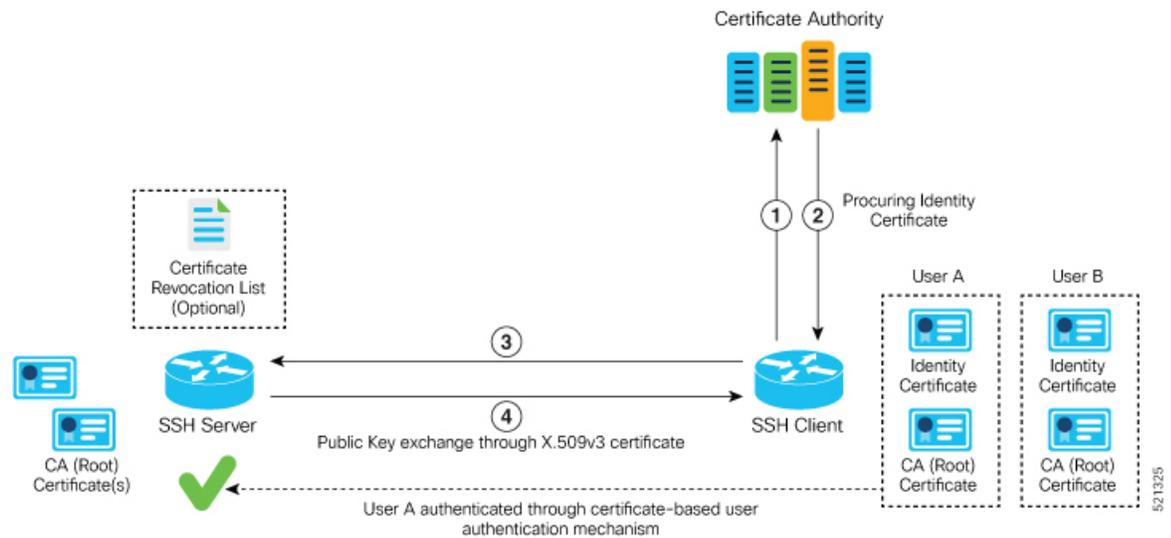 Certificate Authority
1
2
Procuring Identity
Certificate
Certificate
Revocation List
(Optional)
User A
User B
3
Identity
Certificate
Identity
Certificate
SSH Server
4
SSH Client
Public Key exchange through X.509v3 certificate
CA (Root)
Certificate(s)
CA (Root)
Certificate
CA (Root)
Certificate
User A authenticated through certificate-based user
authentication mechanism
521325